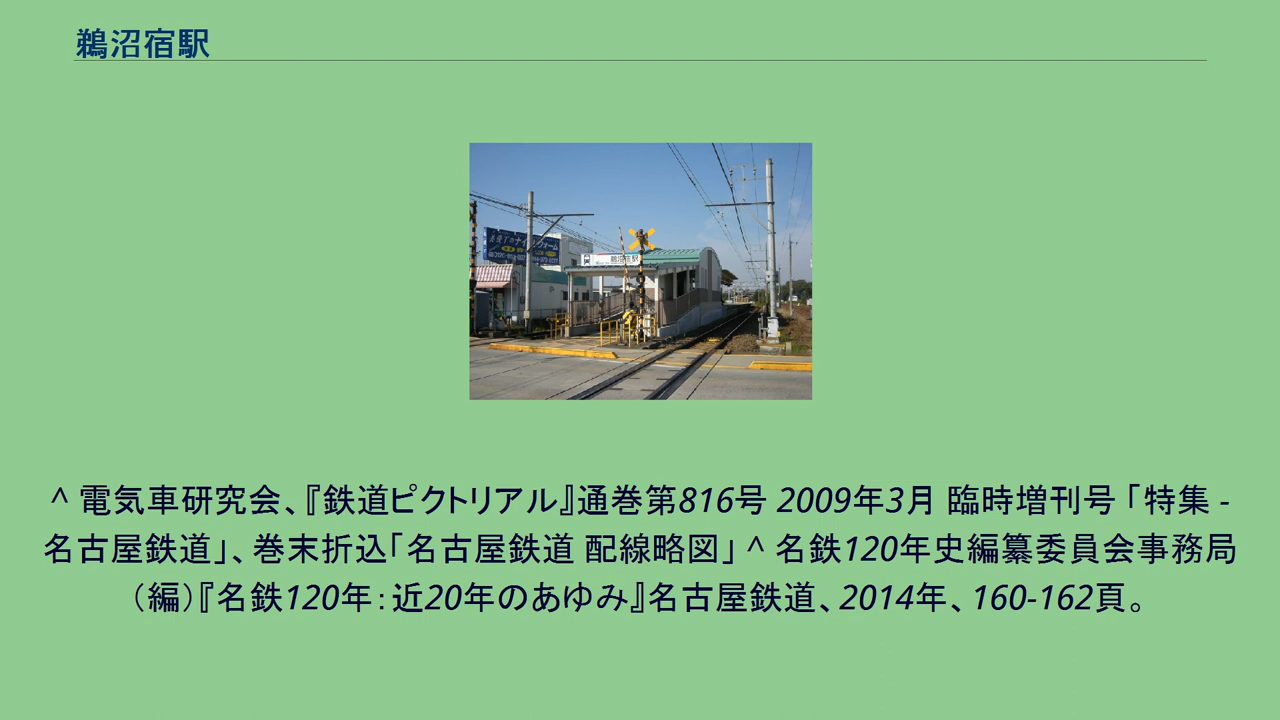 鵜沼宿駅
鵜沼宿駅
^ 電気車研究会、『鉄道ピクトリアル』通巻第816号 2009年3月 臨時増刊号 「特集 -
名古屋鉄道」、巻末折込「名古屋鉄道 配線略図」 ^ 名鉄120年史編纂委員会事務局
（編）『名鉄120年：近20年のあゆみ』名古屋鉄道、2014年、160-162頁。